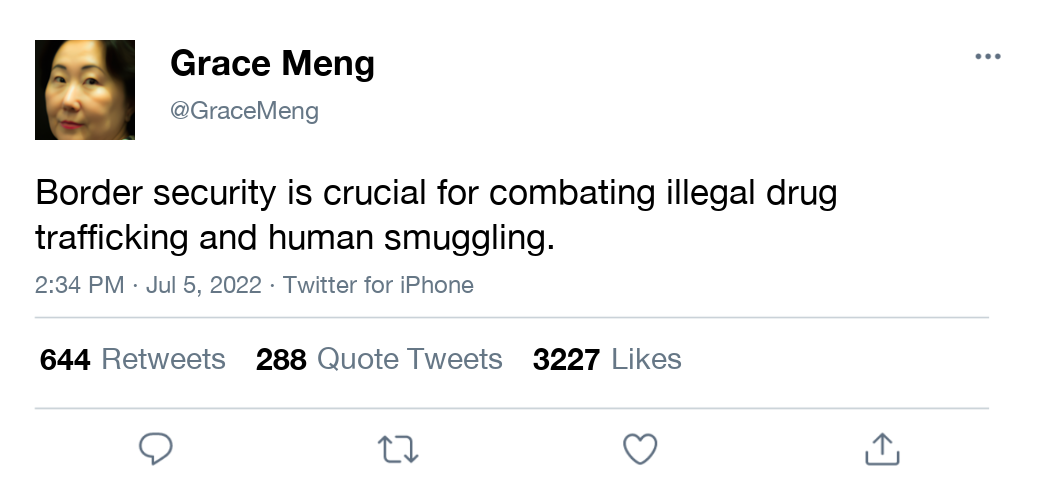 Grace Meng
@GraceMeng
Border security is crucial for combating illegal drug
trafficking and human smuggling.
2:34 PM · Jul 5, 2022 · Twitter for iPhone
644 Retweets 288 Quote Tweets 3227 Likes